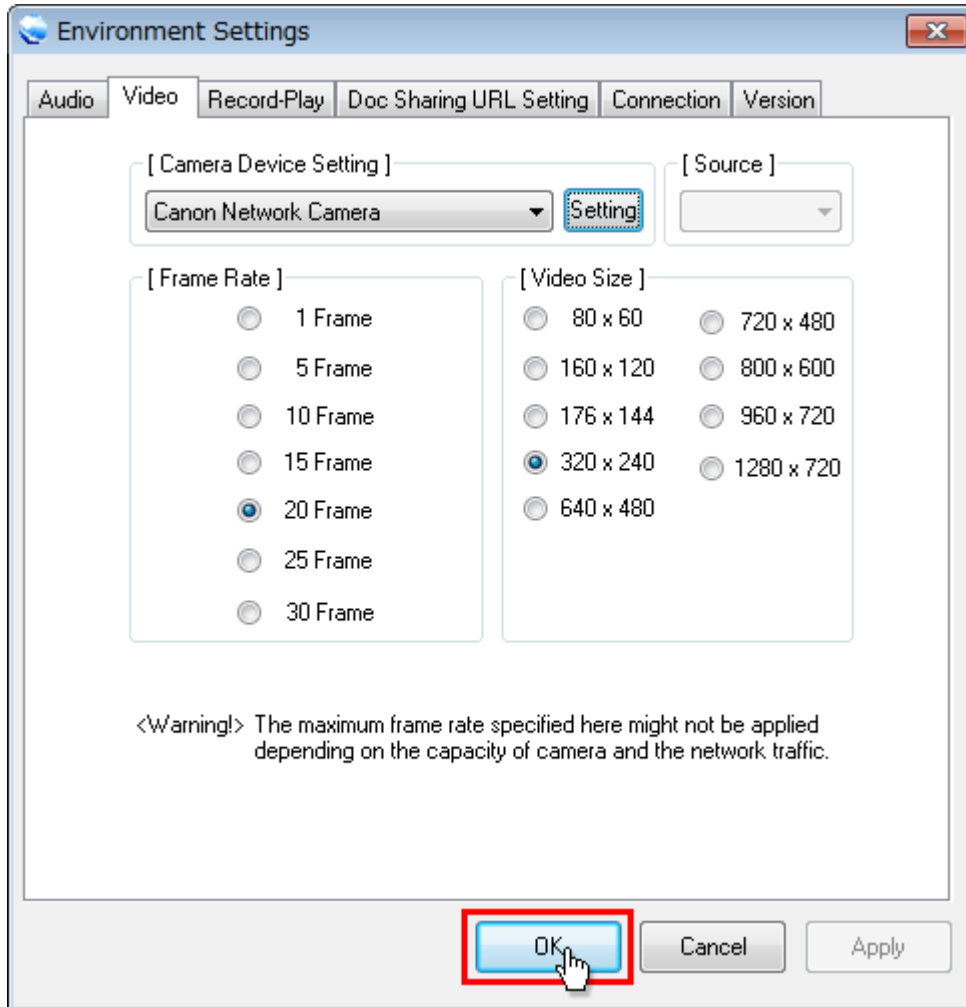 Environment Settings
Audio Video Record-Play Doc Sharing URL Setting Connection Version
[ Camera Device Setting ]
Canon Network Camera Setting
[ Source ]
[ Frame Rate ]
1 Frame
5 Frame
10 Frame
15 Frame
20 Frame
25 Frame
30 Frame
[ Video Size ]
80 x 60
160 x 120
176 x 144
320 x 240
640 x 480
720 x 480
800 x 600
960 x 720
1280 x 720
<Warning!> The maximum frame rate specified here might not be applied
depending on the capacity of camera and the network traffic.
OK Cancel Apply